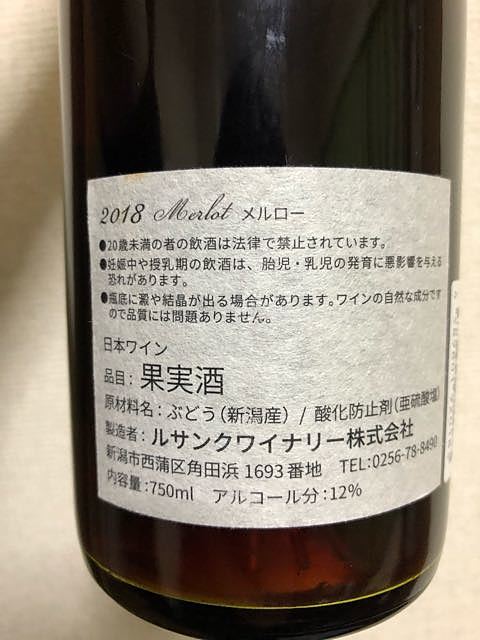 2018 Merlot メルロー
●20歳未満の者の飲酒は法律で禁止されています。
●妊娠中や授乳期の飲酒は、胎児・乳児の発育に悪影響を与える
恐れがあります。
●瓶底に澱や結晶が出る場合があります。ワインの自然な成分です
ので品質には問題ありません。
日本ワイン
品目：果実酒
原材料名：ぶどう（新潟産）/ 酸化防止剤（亜硫酸塩）
製造者：ルサンクワイナリー株式会社
新潟市西蒲区角田浜 1693番地 TEL:0256-78-8490
内容量：750ml アルコール分：12%